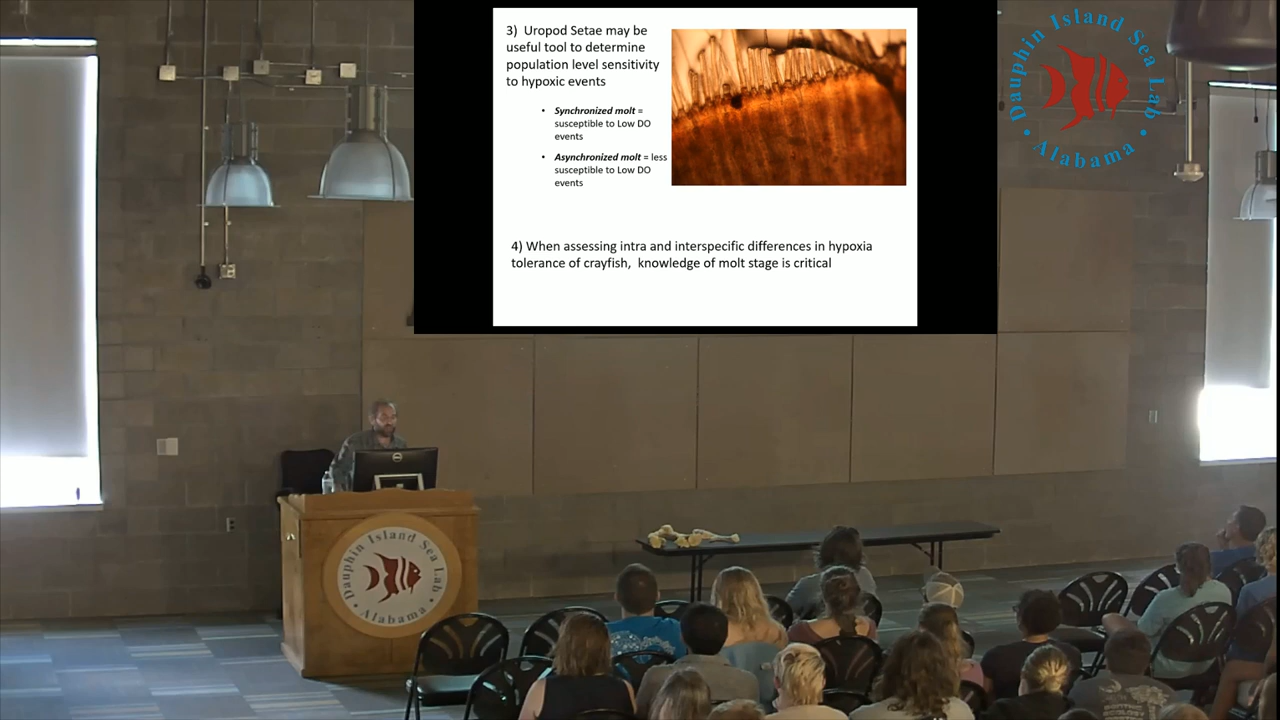 3) Uropod Setae may be
useful tool to determine
population level sensitivity
to hypoxic events
• Synchronized molt =
susceptible to Low DO
events
• Asynchronized molt = less
susceptible to Low DO
events
4) When assessing intra and interspecific differences in hypoxia
tolerance of crayfish, knowledge of molt stage is critical
Dauphin Island Sea Lab
• Alabama •
DELL
Dauphin Island Sea Lab
• Alabama •